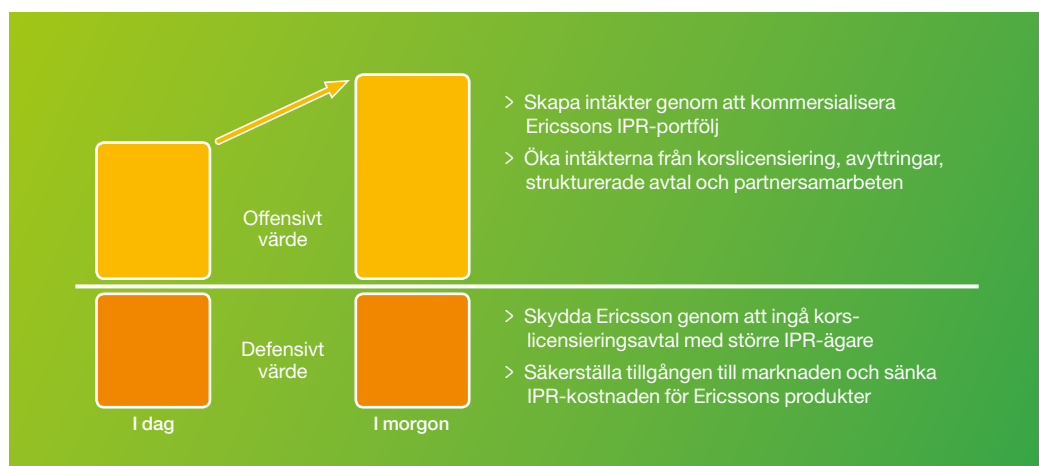 > Skapa intäkter genom att kommersialisera
Ericssons IPR-portfölj
> Öka intäkterna från korslicensiering, avyttringar,
strukturerade avtal och partnersamarbeten
Offensivt
värde
> Skydda Ericsson genom att ingå kors-
licensieringsavtal med större IPR-ägare
> Säkerställa tillgången till marknaden och sänka
IPR-kostnaden för Ericssons produkter
Defensivt
värde
I dag
I morgon